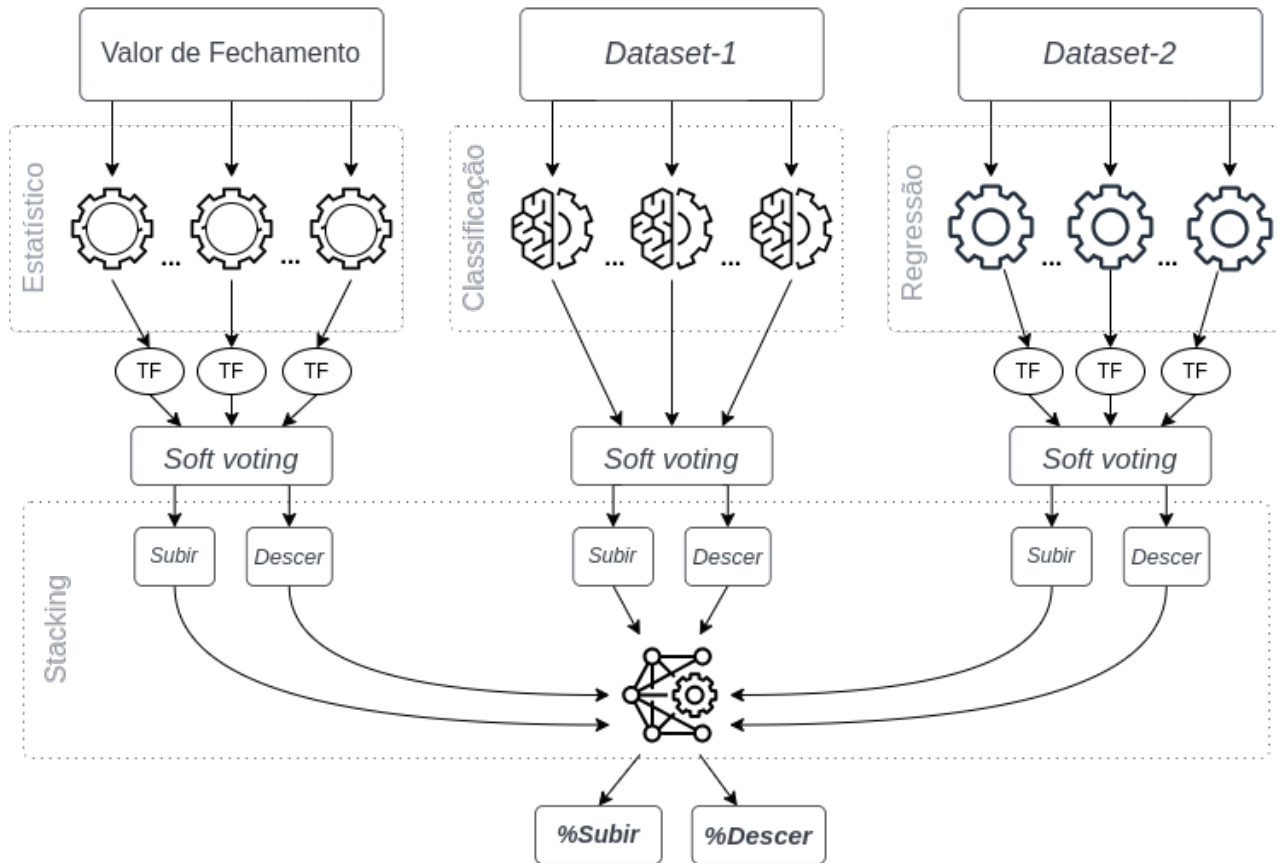 Valor de Fechamento
Dataset-1
Dataset-2
Estatístico
Classificação
Regressão
... ...
... ...
... ...
TF TF TF
TF TF TF
Soft voting
Soft voting
Soft voting
Stacking
Subir Descer
Subir Descer
Subir Descer
%Subir %Descer